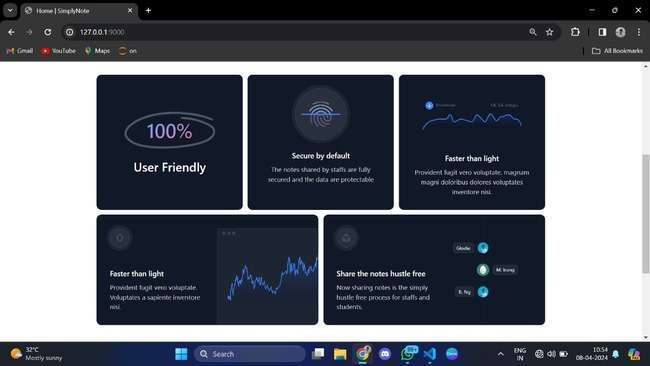 Home | SimplyNote
127.0.0.1:9000
Gmail
YouTube
Maps
on
All Bookmarks
100%
User Friendly
Secure by default
The notes shared by staffs are fully
secured and the data are protectable
Faster than light
Provident fugit vero voluptate. magnam
magni doloribus dolores voluptates
inventore nisi.
Faster than light
Provident fugit vero voluptate.
Voluptates a sapiente inventore
nisi.
Share the notes hustle free
Now sharing notes is the simply
hustle free process for staffs and
students.
Glodie
M. Irung
B. Ng
32°C
Mostly sunny
Search
99+
ENG
IN
10:54
08-04-2024